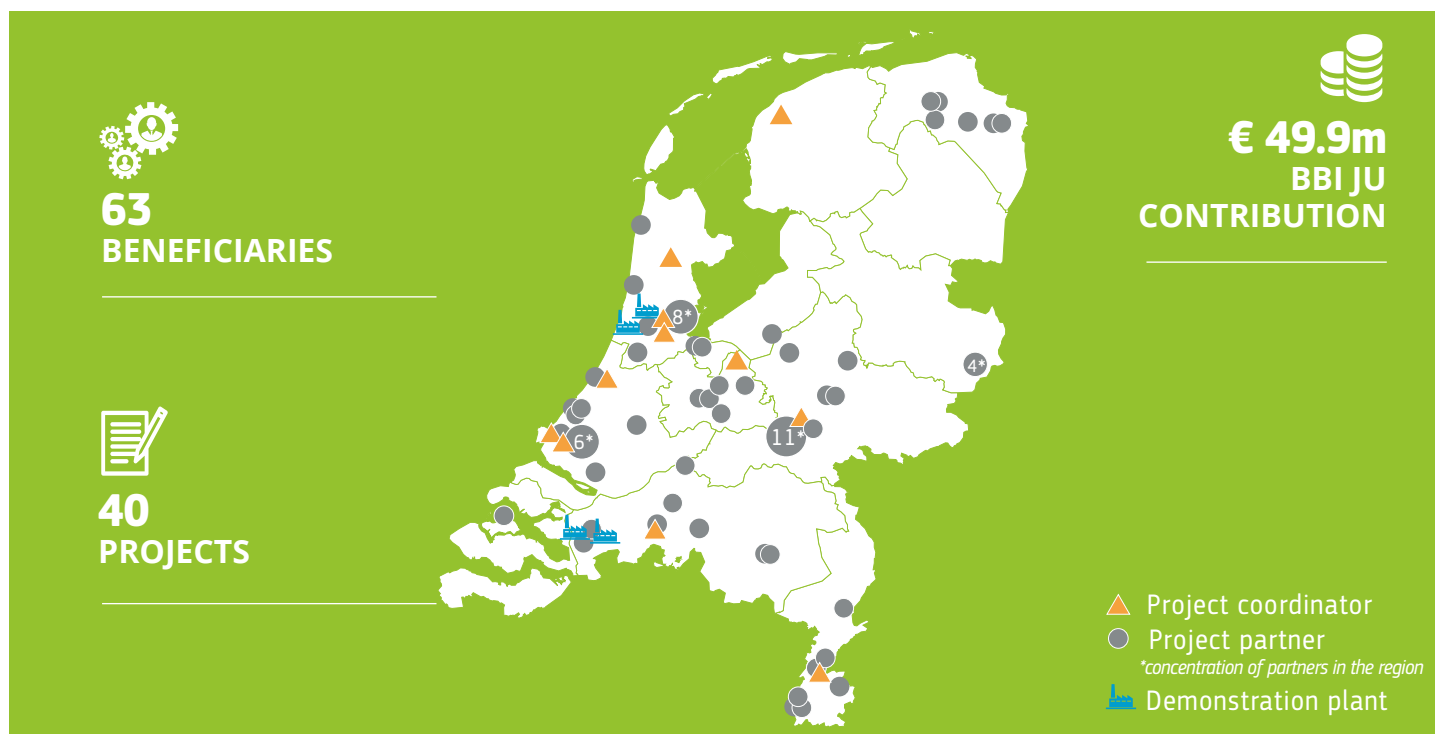 63
BENEFICIARIES
40
PROJECTS
€ 49.9m
BBI JU
CONTRIBUTION
8*
4*
11*
6*
Project coordinator
Project partner
*concentration of partners in the region
Demonstration plant